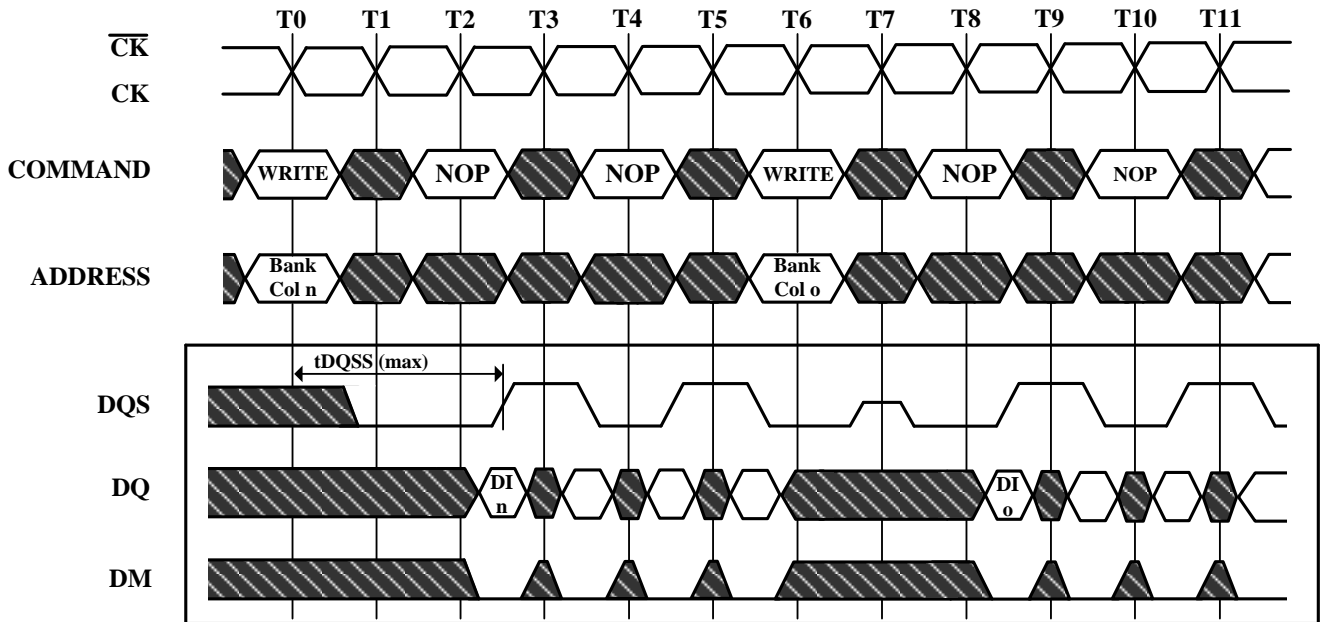 T0 T1 T2 T3 T4 T5 T6 T7 T8 T9 T10 T11
CK
CK
COMMAND WRITE NOP NOP WRITE NOP NOP
ADDRESS Bank Col n Bank Col o
tDQSS (max)
DQS
DQ DI n DI o
DM